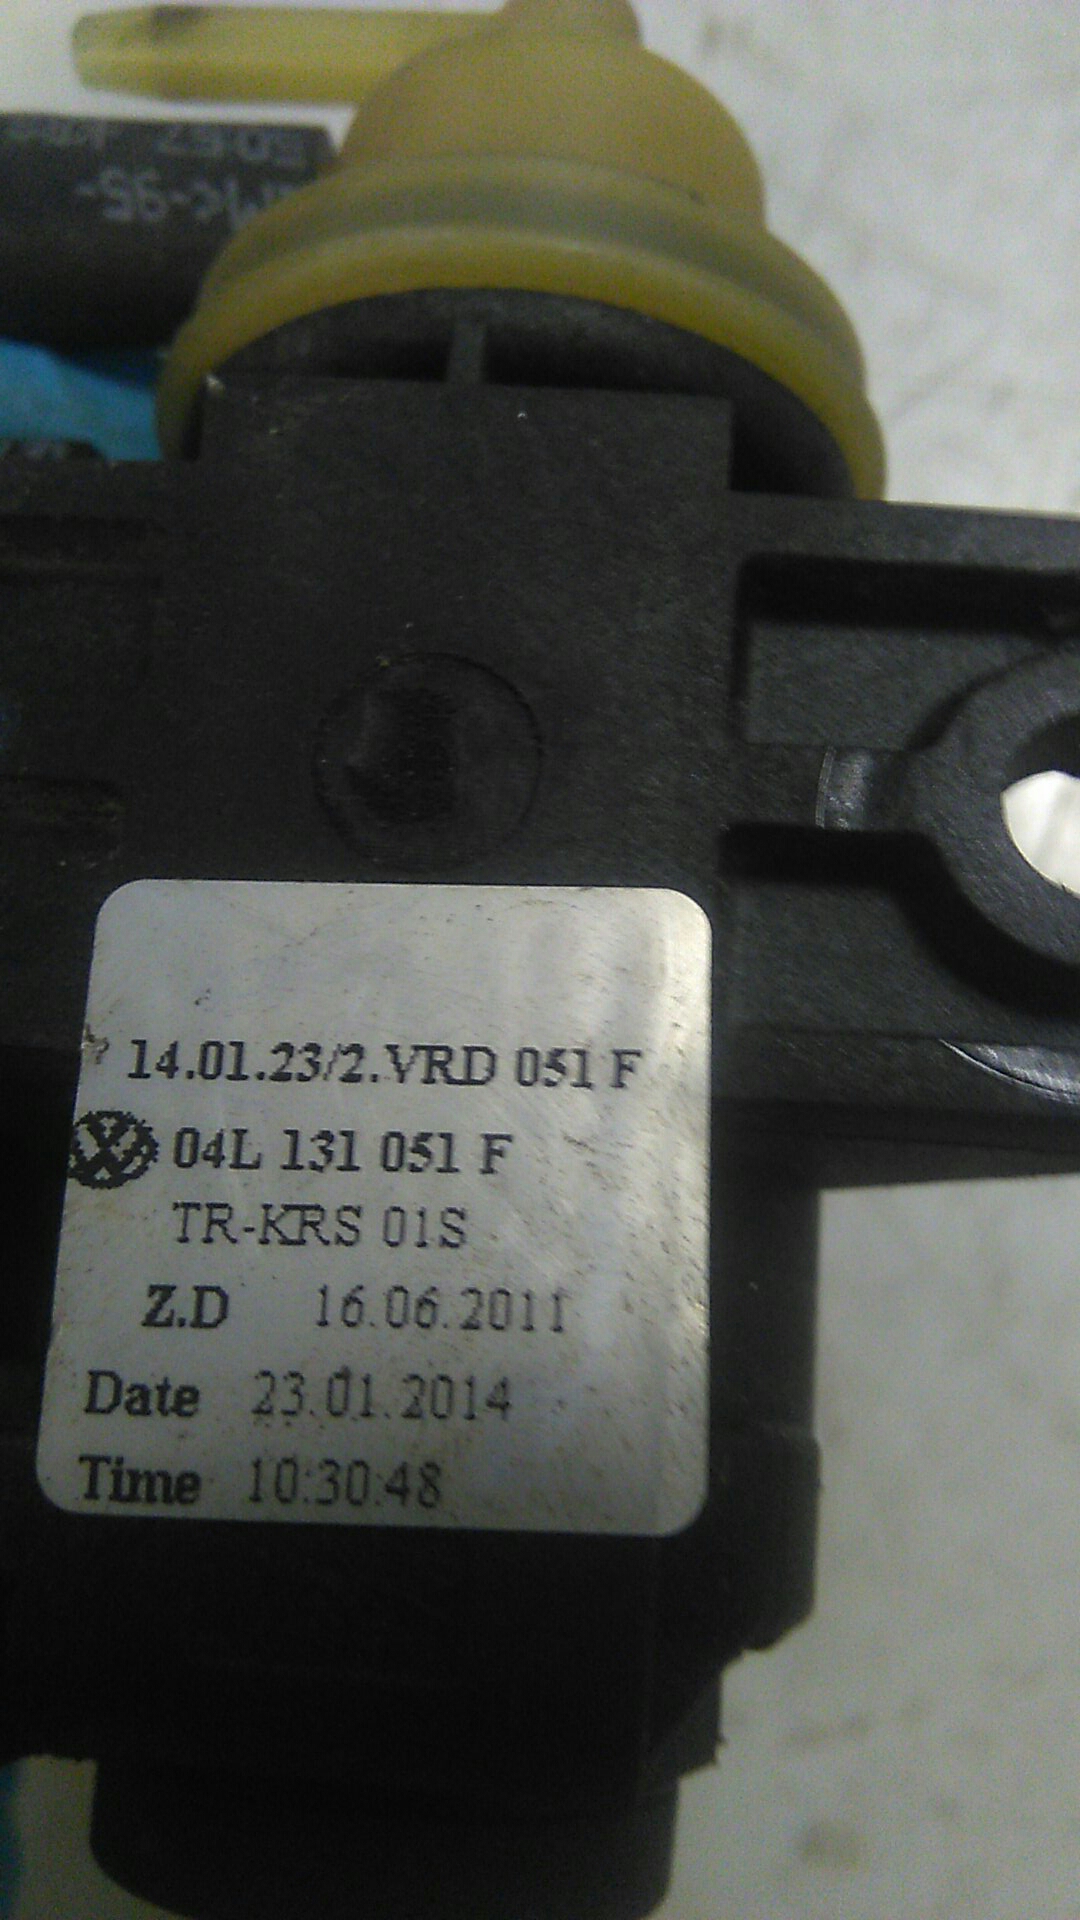 14.01.23/2.VRD 051 F
04L 131 051 F
TR-KRS 01S
Z.D 16.06.2011
Date 23.01.2014
Time 10:30:48